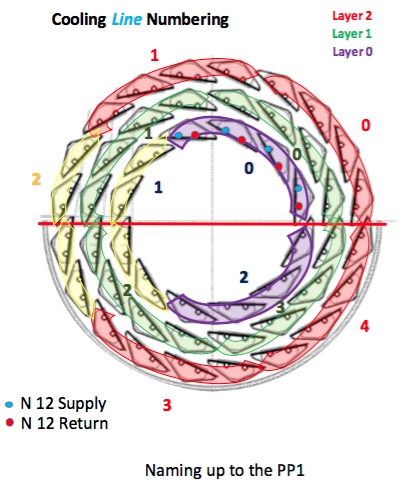 Cooling Line Numbering
Layer 2
Layer 1
Layer 0
1
0
1
0
2
1
0
2
2
3
4
3
N 12 Supply
N 12 Return
Naming up to the PP1